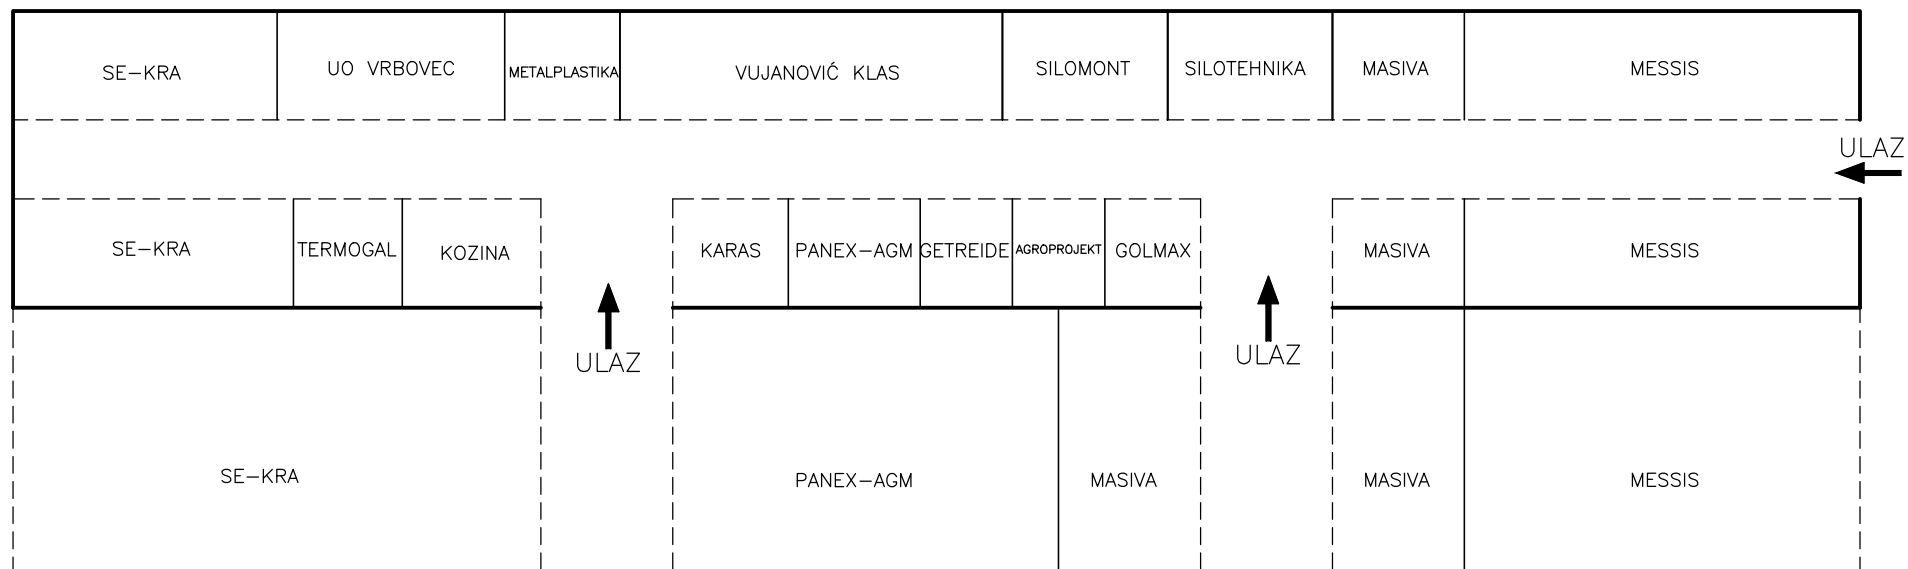 SE-KRA
UO VRBOVEC
METALPLASTIKA
VUJANOVIĆ KLAS
SILOMONT
SILOTEHNIKA
MASIVA
MESSIS
ULAZ
SE-KRA
TERMOGAL
KOZINA
KARAS
PANEX-AGM
GETREIDE
AGROPROJEKT
GOLMAX
MASIVA
MESSIS
ULAZ
ULAZ
SE-KRA
PANEX-AGM
MASIVA
MASIVA
MESSIS